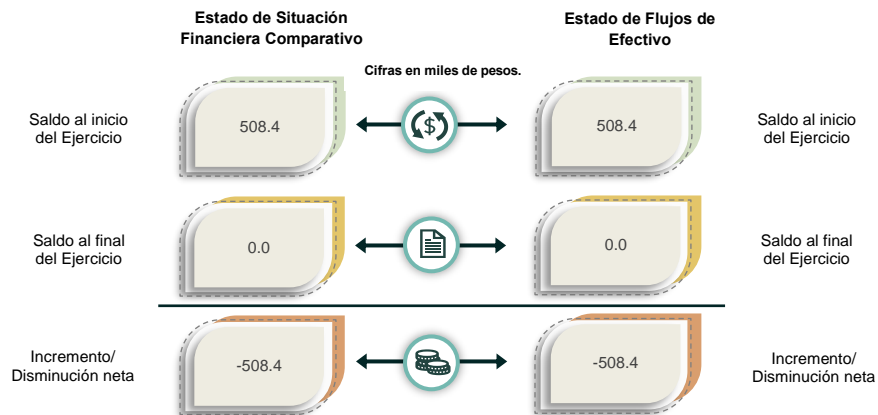 Estado de Situación
Financiera Comparativo
Estado de Flujos de
Efectivo
Cifras en miles de pesos.
Saldo al inicio
del Ejercicio
508.4
$
508.4
Saldo al inicio
del Ejercicio
Saldo al final
del Ejercicio
0.0
0.0
Saldo al final
del Ejercicio
Incremento/
Disminución neta
-508.4
-508.4
Incremento/
Disminución neta